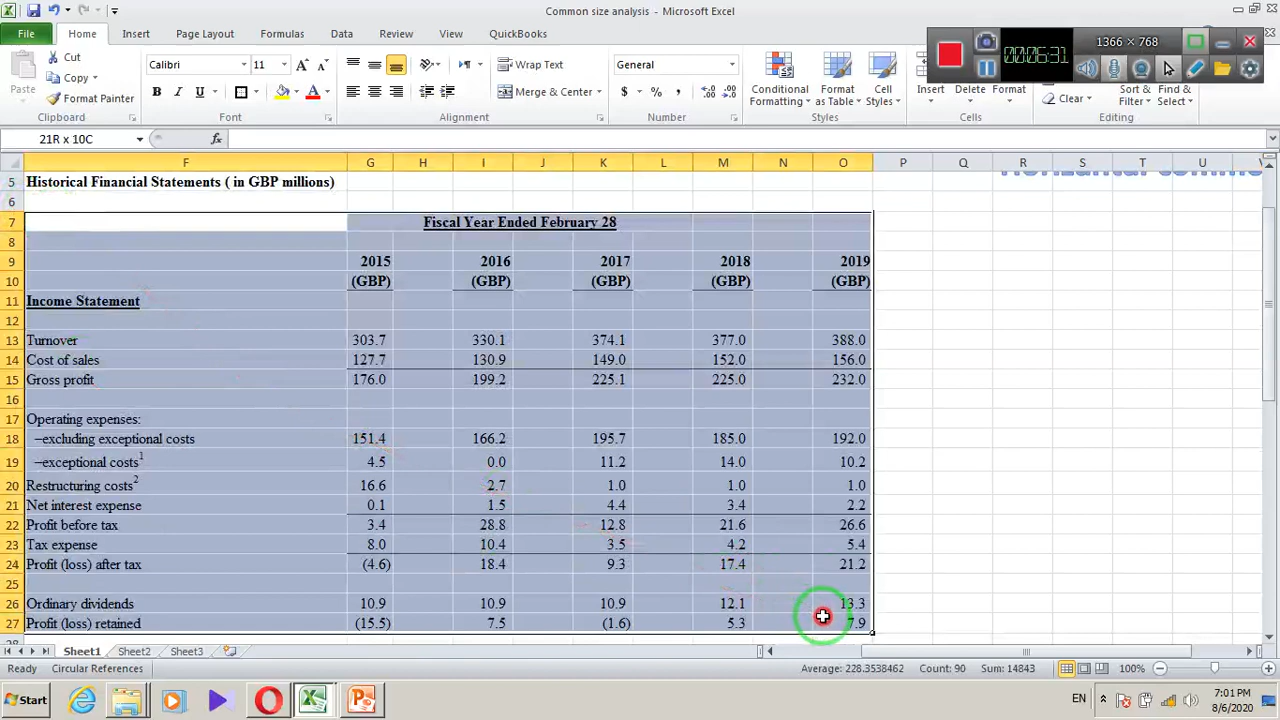 Common size analysis - Microsoft Excel
File Home Insert Page Layout Formulas Data Review View QuickBooks
00:06:31 1366 × 768
Cut
Copy
Format Painter
Paste
Calibri 11
B I U
Wrap Text
Merge & Center
General
$ % ,
Conditional Formatting
Format as Table
Cell Styles
Insert Delete Format
Clear
Sort & Filter
Find & Select
Clipboard Font Alignment Number Styles Cells Editing
21R x 10C fx
F G H I J K L M N O P Q R S T U
5 Historical Financial Statements ( in GBP millions)
6
7 Fiscal Year Ended February 28
8
9 2015 2016 2017 2018 2019
10 (GBP) (GBP) (GBP) (GBP) (GBP)
11 Income Statement
12
13 Turnover 303.7 330.1 374.1 377.0 388.0
14 Cost of sales 127.7 130.9 149.0 152.0 156.0
15 Gross profit 176.0 199.2 225.1 225.0 232.0
16
17 Operating expenses:
18 –excluding exceptional costs 151.4 166.2 195.7 185.0 192.0
19 –exceptional costs1 4.5 0.0 11.2 14.0 10.2
20 Restructuring costs2 16.6 2.7 1.0 1.0 1.0
21 Net interest expense 0.1 1.5 4.4 3.4 2.2
22 Profit before tax 3.4 28.8 12.8 21.6 26.6
23 Tax expense 8.0 10.4 3.5 4.2 5.4
24 Profit (loss) after tax (4.6) 18.4 9.3 17.4 21.2
25
26 Ordinary dividends 10.9 10.9 10.9 12.1 13.3
27 Profit (loss) retained (15.5) 7.5 (1.6) 5.3 7.9
Sheet1 Sheet2 Sheet3
Ready Circular References Average: 228.3538462 Count: 90 Sum: 14843 100%
Start EN 7:01 PM
8/6/2020